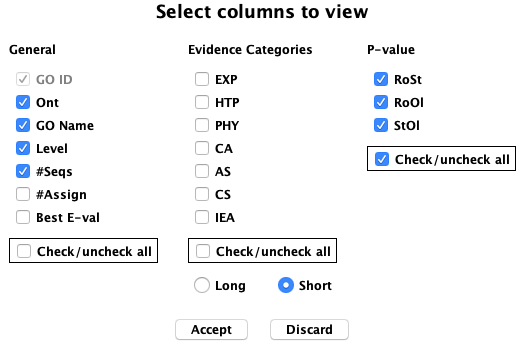 Select columns to view
General
GO ID
Ont
GO Name
Level
#Seqs
#Assign
Best E-val
Check/uncheck all
Evidence Categories
EXP
HTP
PHY
CA
AS
CS
IEA
Check/uncheck all
Long
Short
P-value
RoSt
RoOl
StOl
Check/uncheck all
Accept
Discard